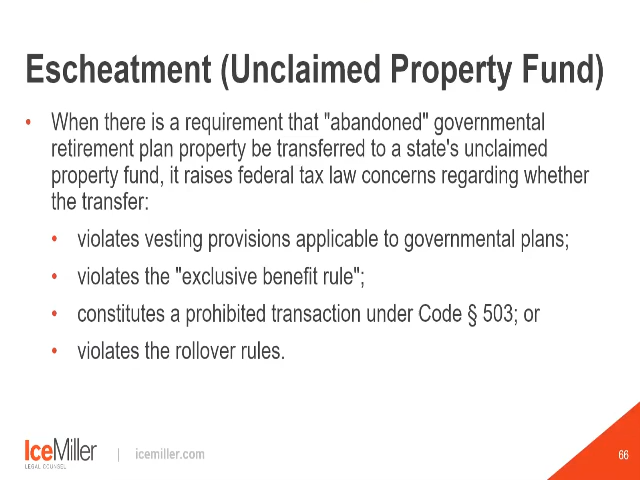 Escheatment (Unclaimed Property Fund)
• When there is a requirement that "abandoned" governmental
retirement plan property be transferred to a state's unclaimed
property fund, it raises federal tax law concerns regarding whether
the transfer:
• violates vesting provisions applicable to governmental plans;
• violates the "exclusive benefit rule";
• constitutes a prohibited transaction under Code § 503; or
• violates the rollover rules.
IceMiller
LEGAL COUNSEL
| icemiller.com
66